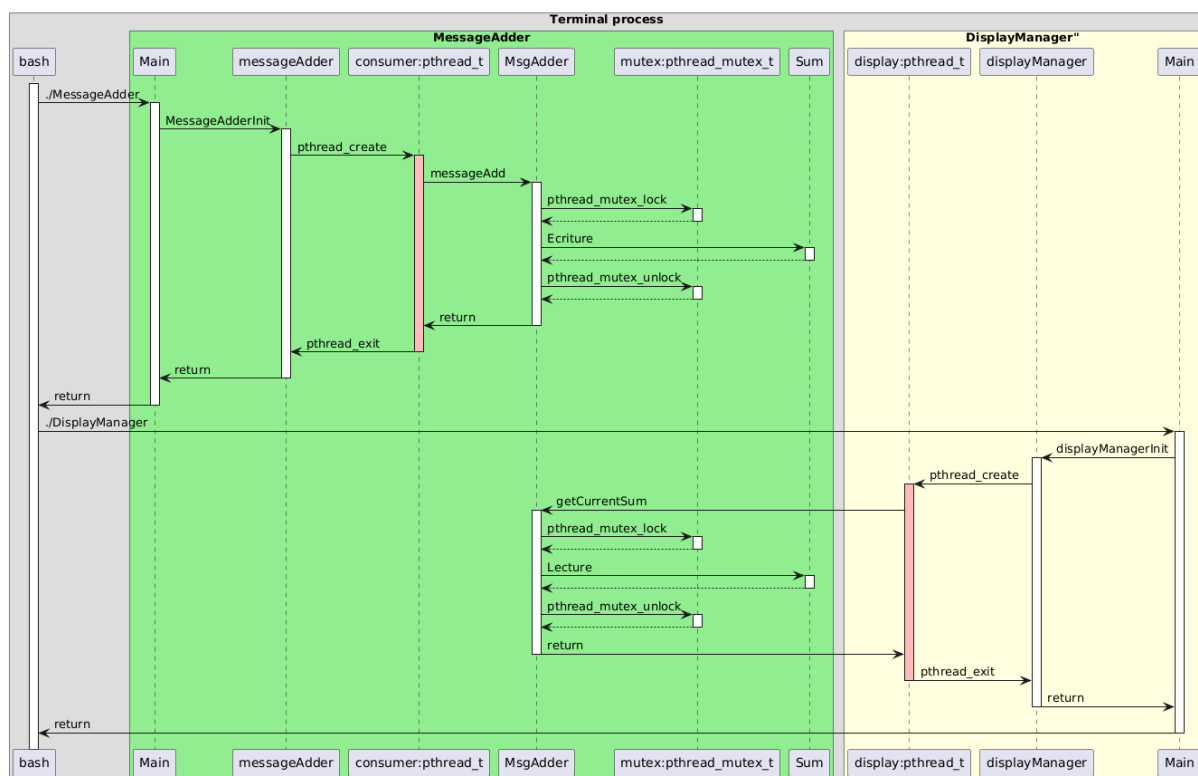 Terminal process
MessageAdder DisplayManager"
bash Main messageAdder consumer:pthread_t MsgAdder mutex:pthread_mutex_t Sum display:pthread_t displayManager Main
./MessageAdder
MessageAdderInit
pthread_create
messageAdd
pthread_mutex_lock
Ecriture
pthread_mutex_unlock
return
pthread_exit
return
return
./DisplayManager
displayManagerInit
pthread_create
getCurrentSum
pthread_mutex_lock
Lecture
pthread_mutex_unlock
return
pthread_exit
return
return
bash Main messageAdder consumer:pthread_t MsgAdder mutex:pthread_mutex_t Sum display:pthread_t displayManager Main